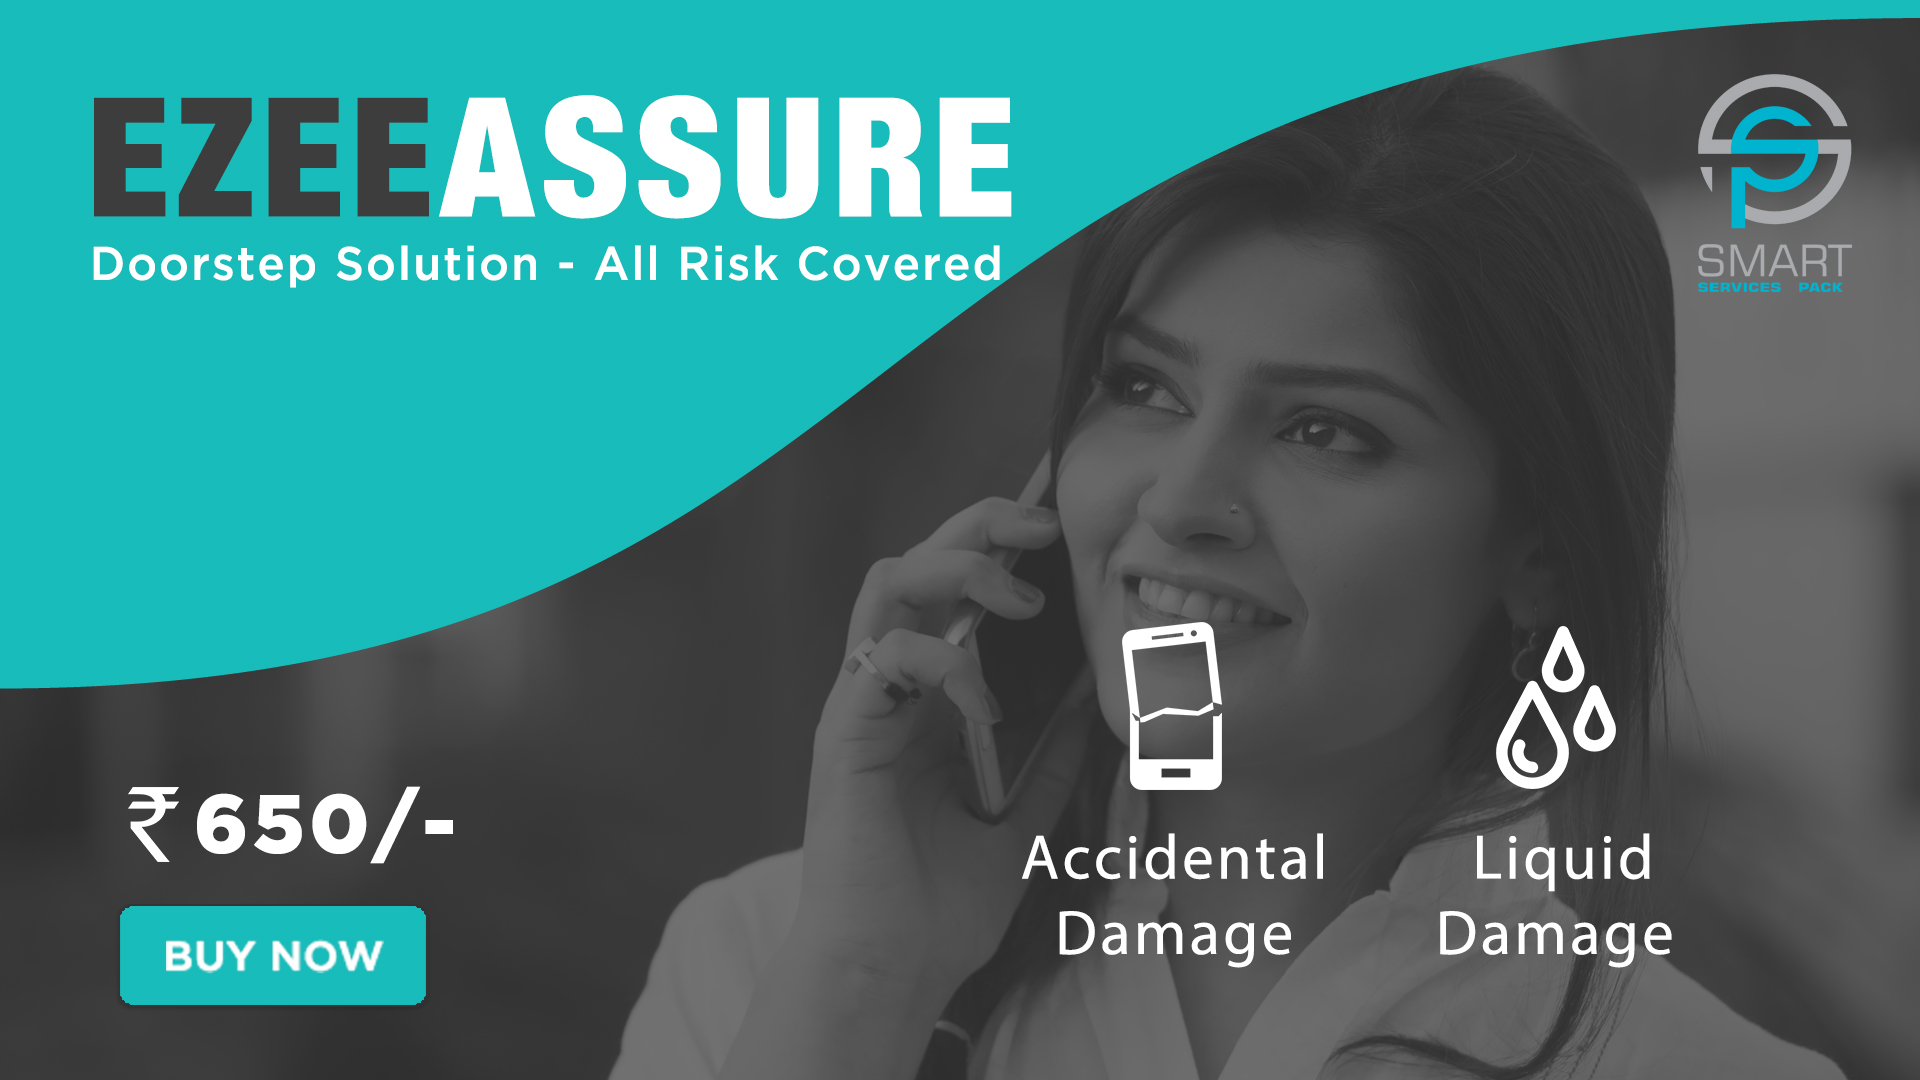 EZEEASSURE
Doorstep Solution - All Risk Covered
SMART
SERVICES PACK
₹650/-
BUY NOW
Accidental
Damage
Liquid
Damage